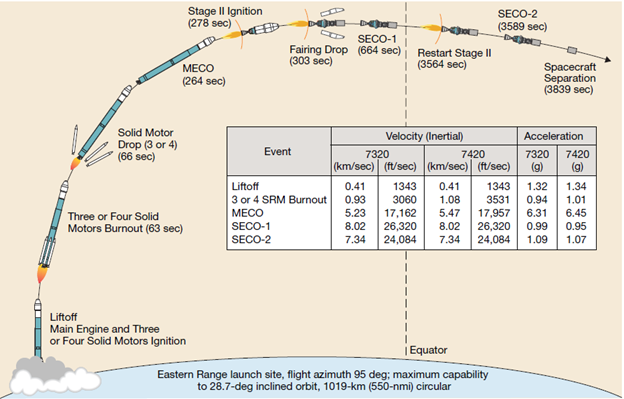 Stage II Ignition
(278 sec)
MECO
(264 sec)
Fairing Drop
(303 sec)
SECO-1
(664 sec)
Restart Stage II
(3564 sec)
SECO-2
(3589 sec)
Spacecraft
Separation
(3839 sec)
Solid Motor
Drop (3 or 4)
(66 sec)
Three or Four Solid
Motors Burnout (63 sec)
Liftoff
Main Engine and Three
or Four Solid Motors Ignition
Event Velocity (Inertial) Acceleration
7320 7420 7320 7420
(km/sec) (ft/sec) (km/sec) (ft/sec) (g) (g)
Liftoff 0.41 1343 0.41 1343 1.32 1.34
3 or 4 SRM Burnout 0.93 3060 1.08 3531 0.94 1.01
MECO 5.23 17,162 5.47 17,957 6.31 6.45
SECO-1 8.02 26,320 8.02 26,320 0.99 0.95
SECO-2 7.34 24,084 7.34 24,084 1.09 1.07
Equator
Eastern Range launch site, flight azimuth 95 deg; maximum capability
to 28.7-deg inclined orbit, 1019-km (550-nmi) circular